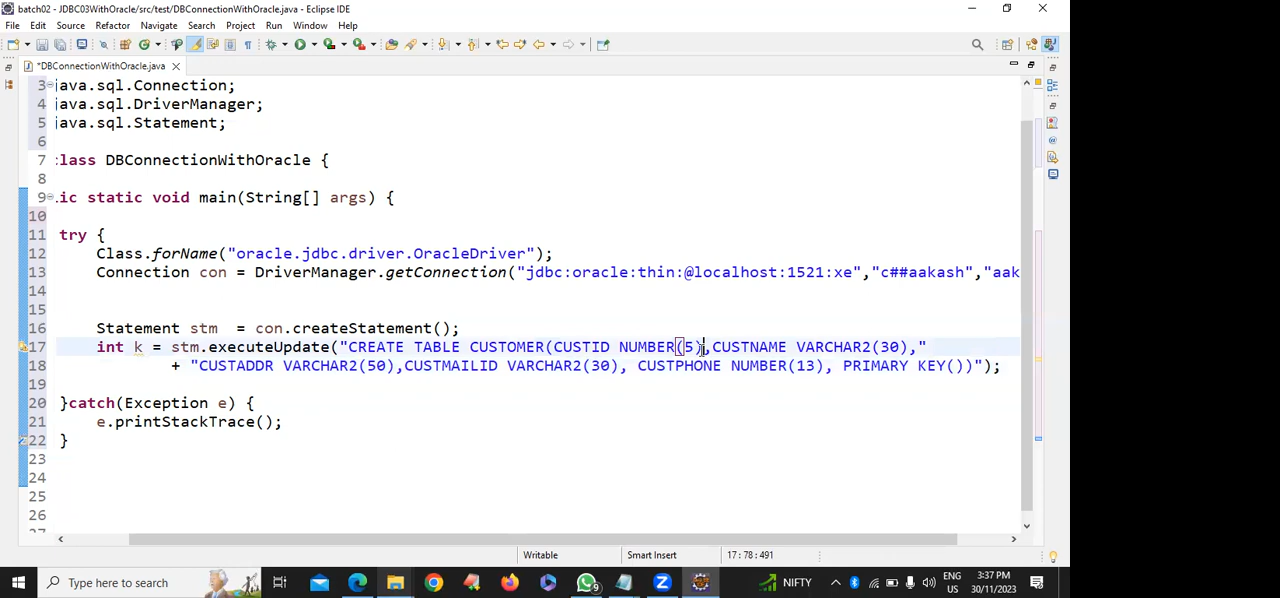 batch02 - JDBC03WithOracle/src/test/DBConnectionWithOracle.java - Eclipse IDE
File Edit Source Refactor Navigate Search Project Run Window Help
*DBConnectionWithOracle.java
3 java.sql.Connection;
4 java.sql.DriverManager;
5 java.sql.Statement;
6
7 class DBConnectionWithOracle {
8
9 ic static void main(String[] args) {
10
11 try {
12 Class.forName("oracle.jdbc.driver.OracleDriver");
13 Connection con = DriverManager.getConnection("jdbc:oracle:thin:@localhost:1521:xe","c##aakash","aak
14
15
16 Statement stm = con.createStatement();
17 int k = stm.executeUpdate("CREATE TABLE CUSTOMER(CUSTID NUMBER(5),CUSTNAME VARCHAR2(30),"
18 + "CUSTADDR VARCHAR2(50),CUSTMAILID VARCHAR2(30), CUSTPHONE NUMBER(13), PRIMARY KEY())");
19
20 }catch(Exception e) {
21 e.printStackTrace();
22 }
23
24
25
26
27
Writable Smart Insert 17 : 78 : 491
Type here to search
9
NIFTY
ENG
US
3:37 PM
30/11/2023